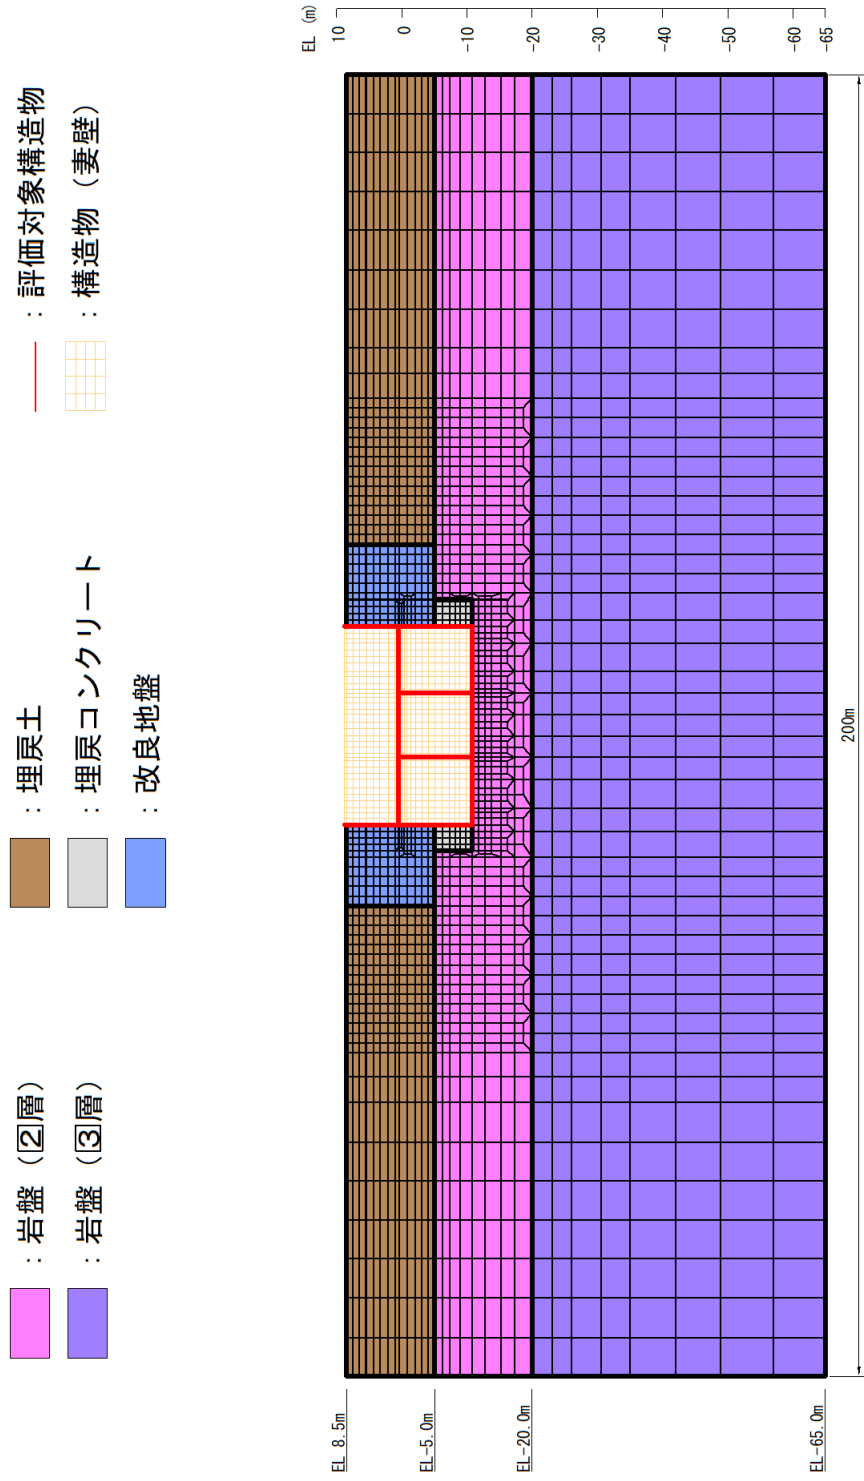 ：岩盤（②層）
：岩盤（③層）
：埋戻土
：埋戻コンクリート
：改良地盤
：評価対象構造物
：構造物（妻壁）
EL (m)
10
0
-10
-20
-30
-40
-50
-60
-65
EL 8.5m
EL-5.0m
EL-20.0m
EL-65.0m
200m